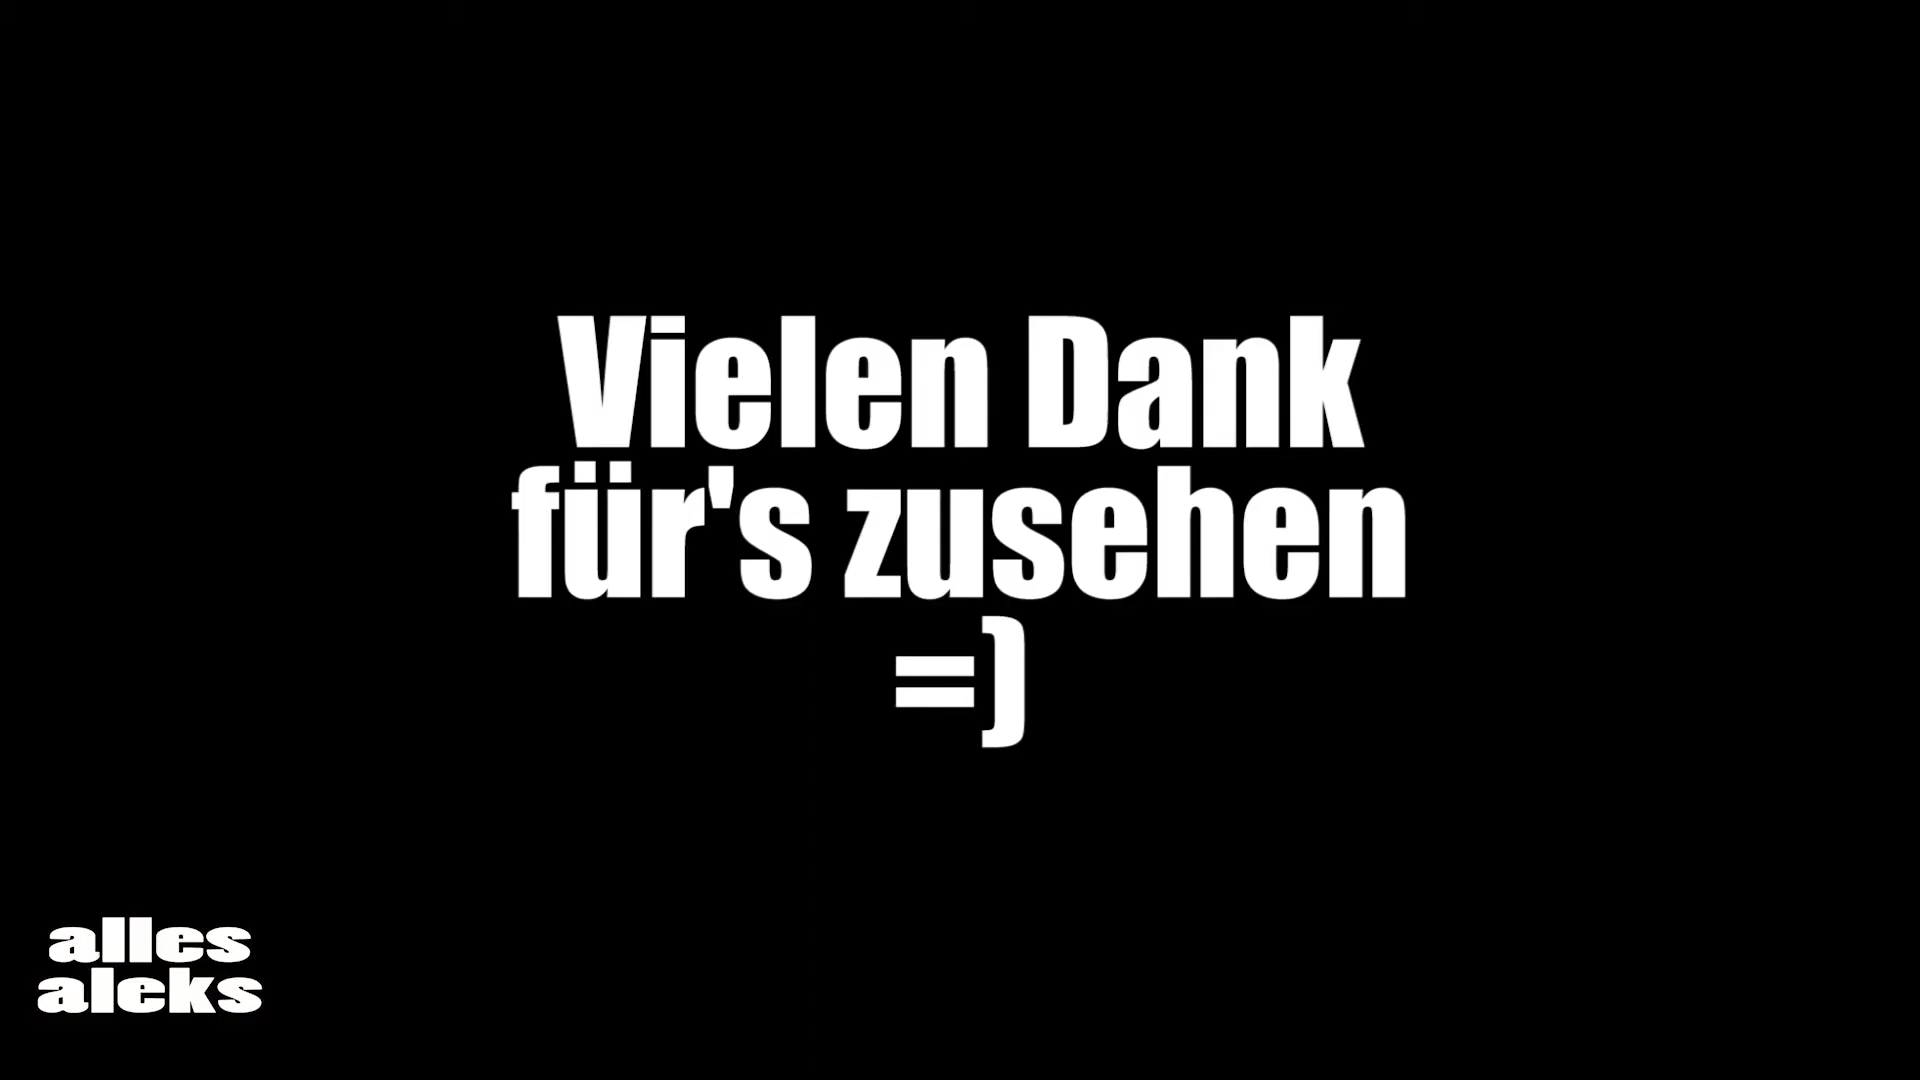 Vielen Dank
für's zusehen
=)
alles
aleks